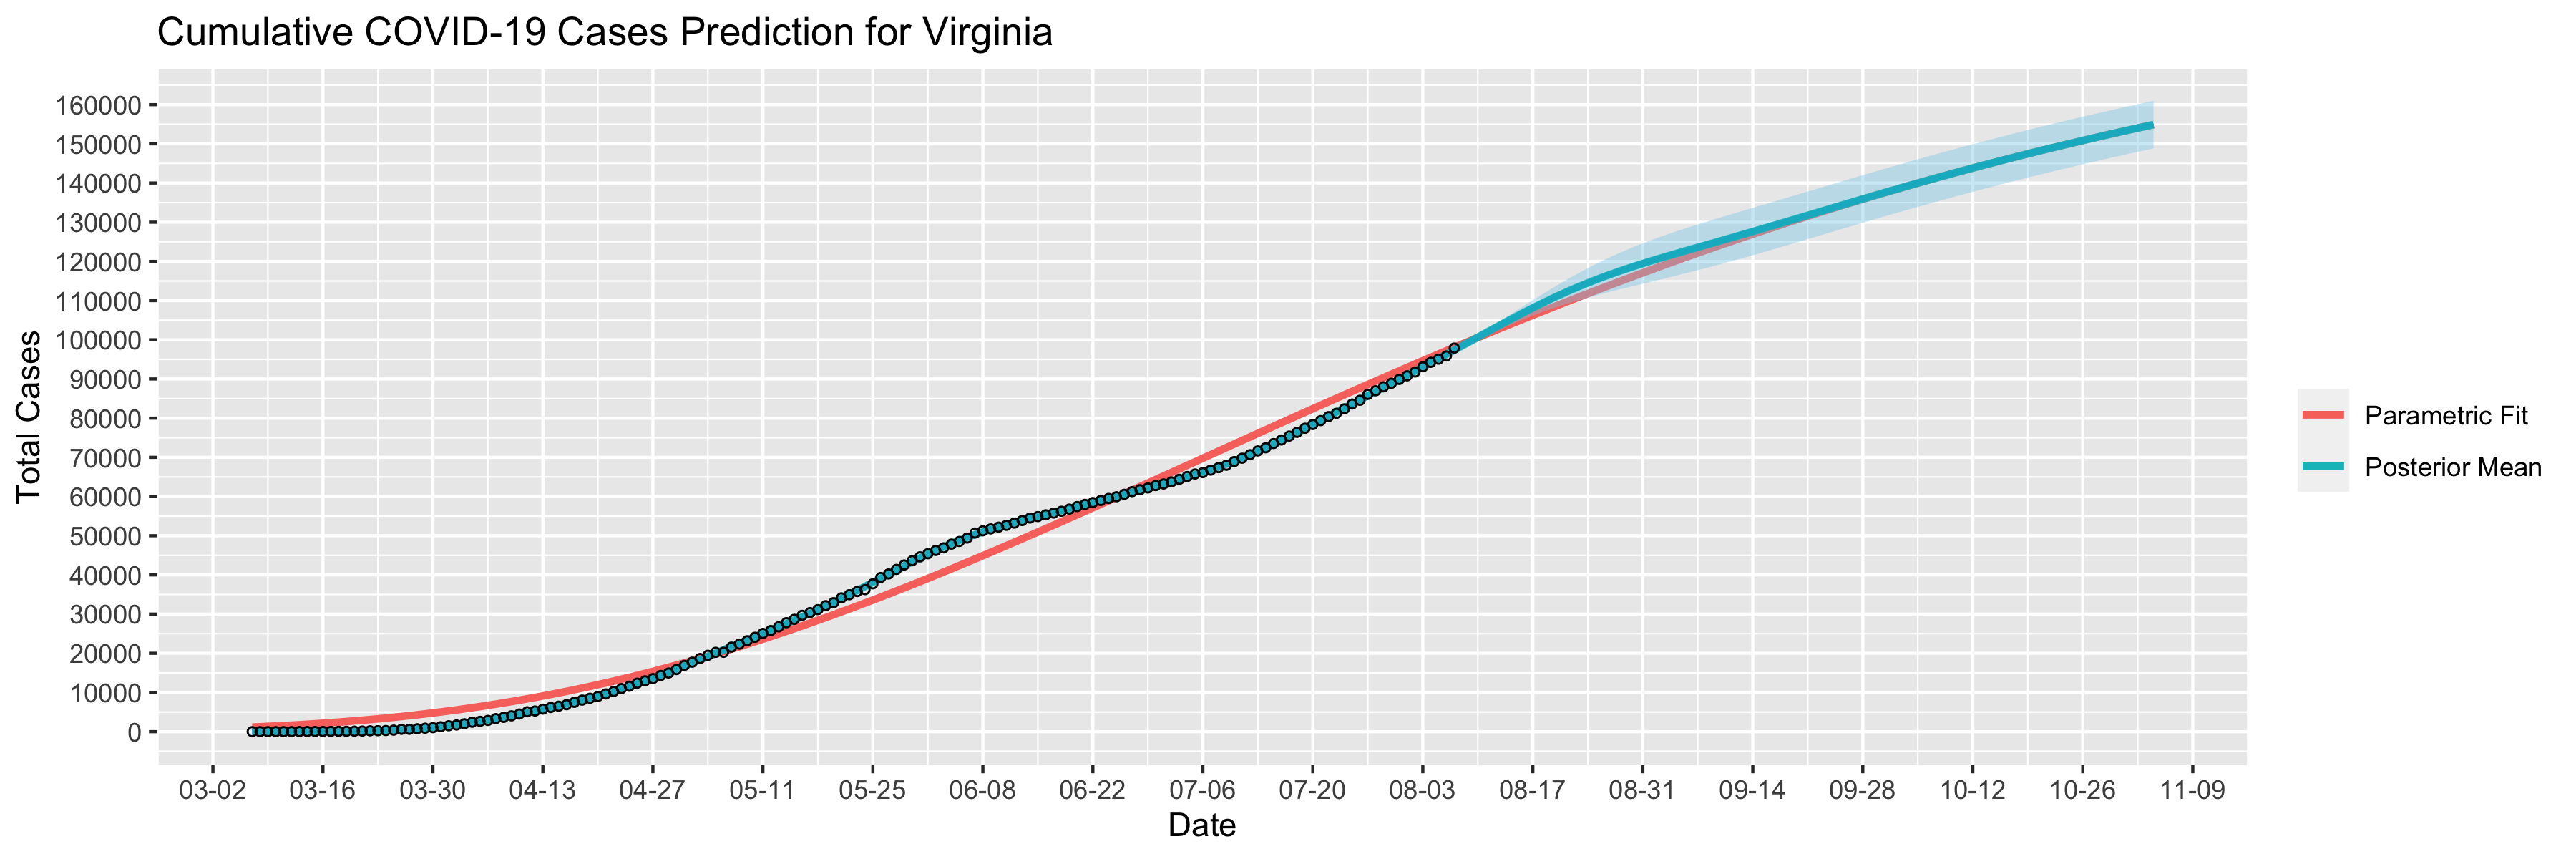 Cumulative COVID-19 Cases Prediction for Virginia
160000
150000
140000
130000
120000
110000
100000
90000
80000
70000
60000
50000
40000
30000
20000
10000
0
Total Cases
03-02 03-16 03-30 04-13 04-27 05-11 05-25 06-08 06-22 07-06 07-20 08-03 08-17 08-31 09-14 09-28 10-12 10-26 11-09
Date
Parametric Fit
Posterior Mean